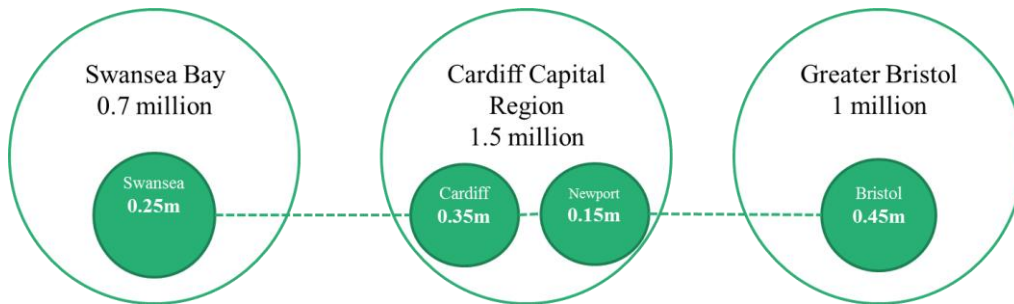 Swansea Bay
0.7 million
Swansea
0.25m
Cardiff Capital
Region
1.5 million
Cardiff
0.35m
Newport
0.15m
Greater Bristol
1 million
Bristol
0.45m